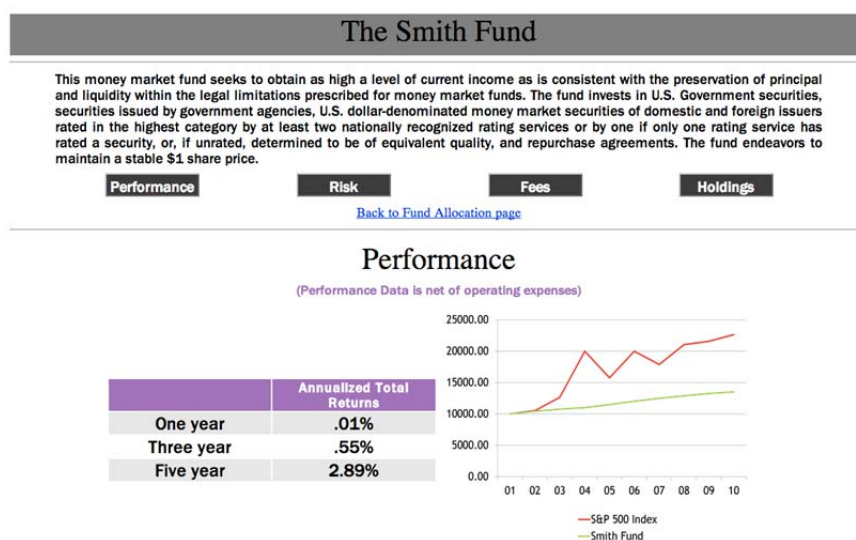 The Smith Fund
This money market fund seeks to obtain as high a level of current income as is consistent with the preservation of principal
and liquidity within the legal limitations prescribed for money market funds. The fund invests in U.S. Government securities,
securities issued by government agencies, U.S. dollar-denominated money market securities of domestic and foreign issuers
rated in the highest category by at least two nationally recognized rating services or by one if only one rating service has
rated a security, or, if unrated, determined to be of equivalent quality, and repurchase agreements. The fund endeavors to
maintain a stable $1 share price.
Performance Risk Fees Holdings
Back to Fund Allocation page
Performance
(Performance Data is net of operating expenses)
Annualized Total
Returns
One year .01%
Three year .55%
Five year 2.89%
25000.00
20000.00
15000.00
10000.00
5000.00
0.00
01 02 03 04 05 06 07 08 09 10
S&P 500 Index
Smith Fund